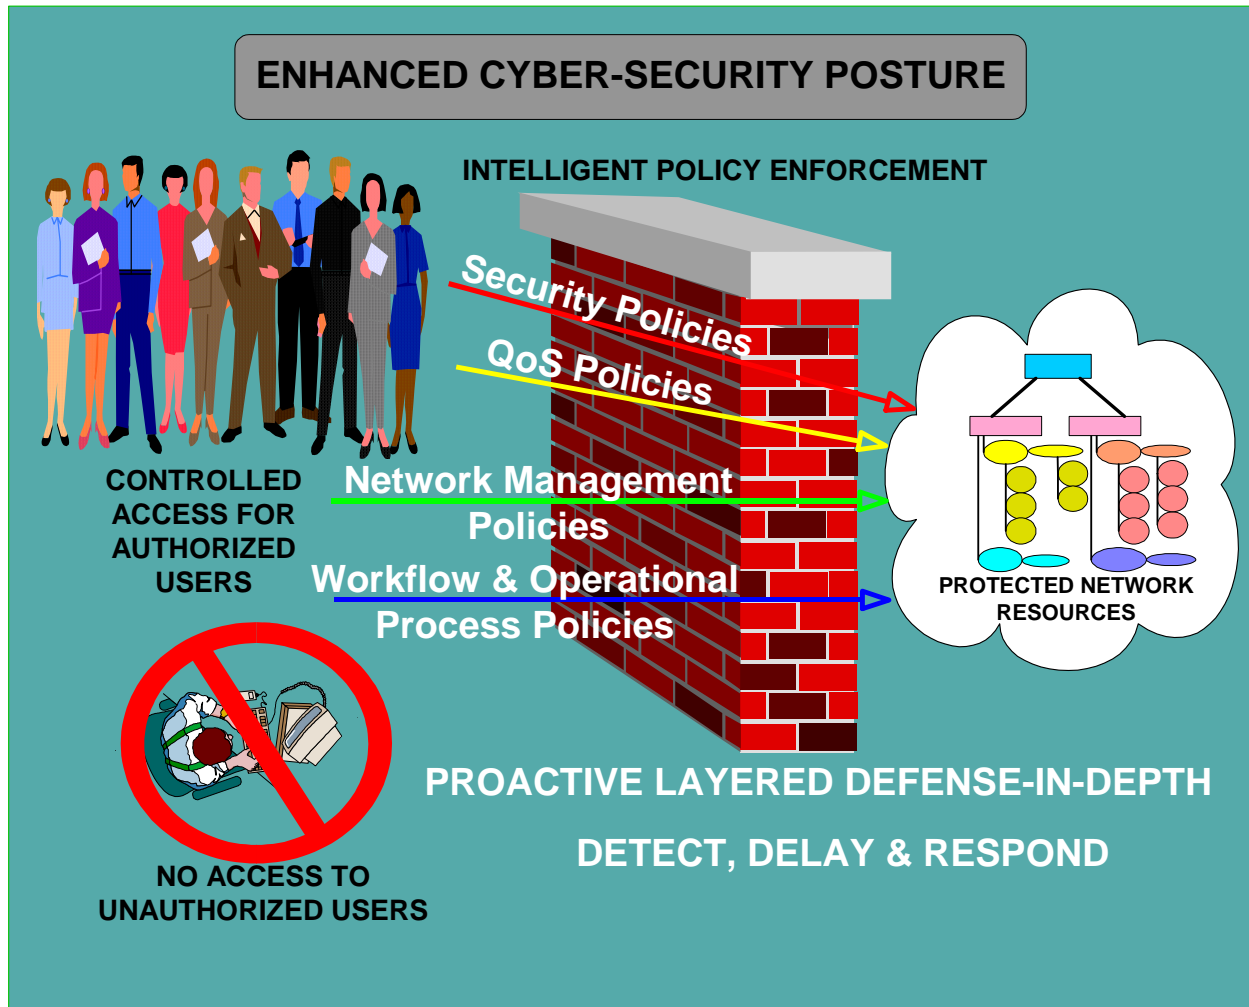 ENHANCED CYBER-SECURITY POSTURE
INTELLIGENT POLICY ENFORCEMENT
Security Policies
QoS Policies
CONTROLLED
ACCESS FOR
AUTHORIZED
USERS
Network Management
Policies
Workflow & Operational
Process Policies
PROTECTED NETWORK
RESOURCES
PROACTIVE LAYERED DEFENSE-IN-DEPTH
DETECT, DELAY & RESPOND
NO ACCESS TO
UNAUTHORIZED USERS